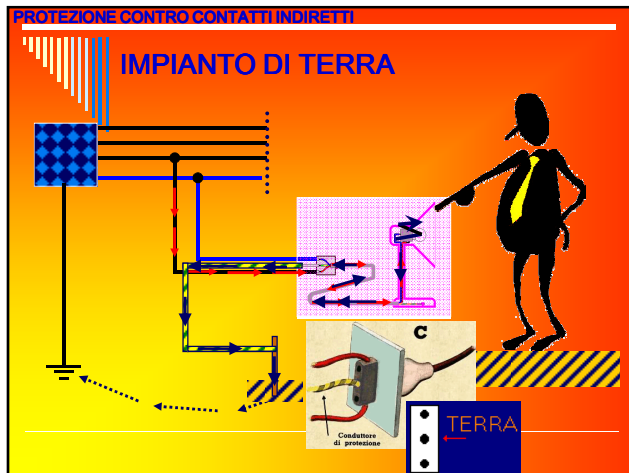 PROTEZIONE CONTRO CONTATTI INDIRETTI
IMPIANTO DI TERRA
C
Conduttore
di protezione
TERRA